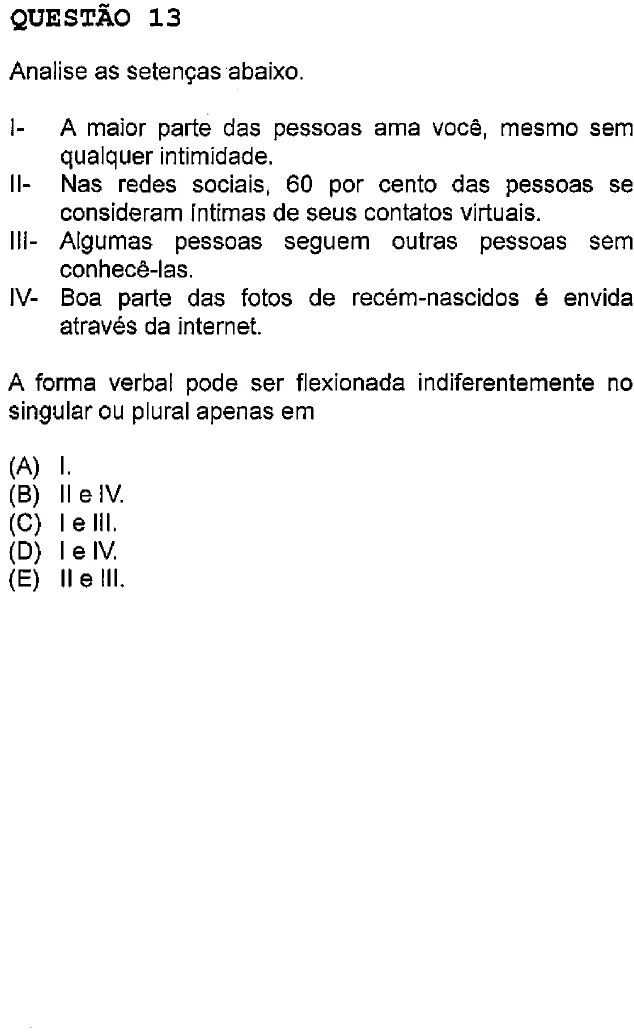 QUESTÃO 13
Analise as setenças abaixo.
I- A maior parte das pessoas ama você, mesmo sem
qualquer intimidade.
II- Nas redes sociais, 60 por cento das pessoas se
consideram íntimas de seus contatos virtuais.
III- Algumas pessoas seguem outras pessoas sem
conhecê-las.
IV- Boa parte das fotos de recém-nascidos é envida
através da internet.
A forma verbal pode ser flexionada indiferentemente no
singular ou plural apenas em
(A) I.
(B) II e IV.
(C) I e III.
(D) I e IV.
(E) II e III.